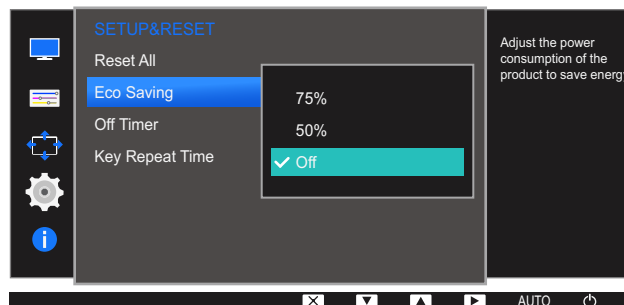 SETUP&RESET
Reset All
Eco Saving
Off Timer
Key Repeat Time
75%
50%
Off
Adjust the power
consumption of the
product to save energy
AUTO